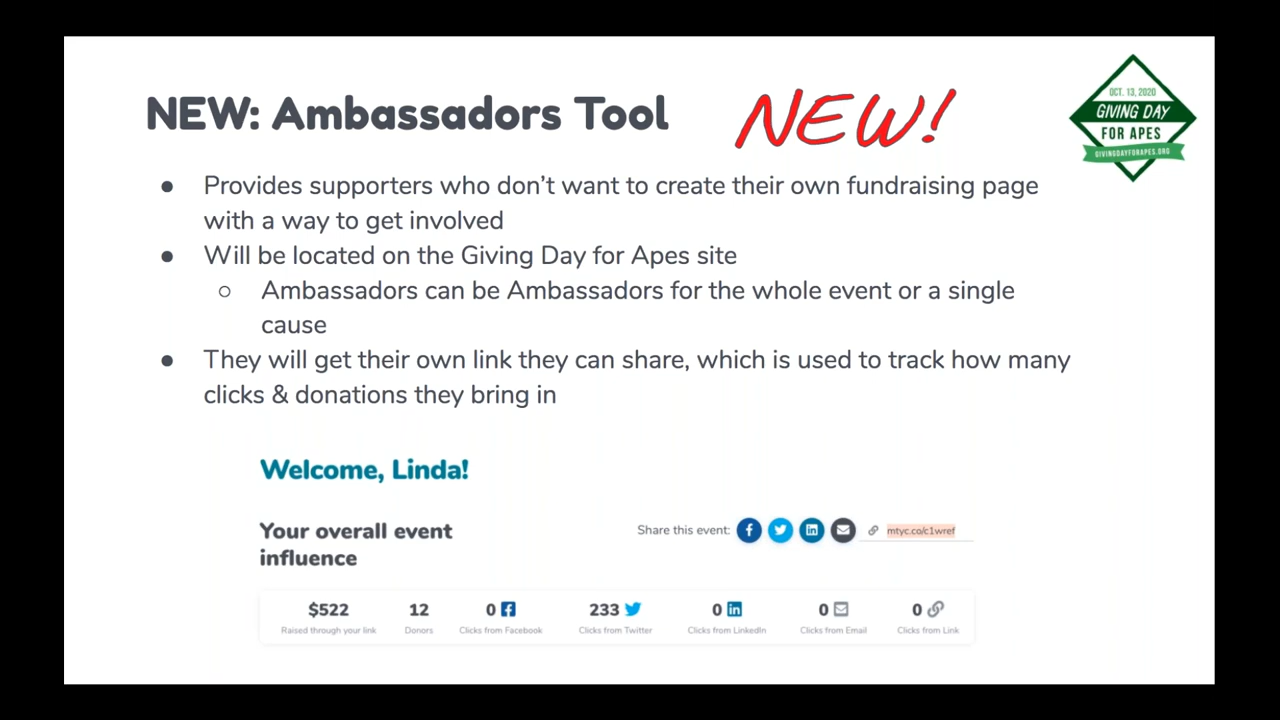 NEW: Ambassadors Tool
NEW!
OCT. 13, 2020
GIVING DAY
FOR APES
GIVINGDAYFORAPES.ORG
● Provides supporters who don’t want to create their own fundraising page
with a way to get involved
● Will be located on the Giving Day for Apes site
○ Ambassadors can be Ambassadors for the whole event or a single
cause
● They will get their own link they can share, which is used to track how many
clicks & donations they bring in
Welcome, Linda!
Your overall event
influence
Share this event: mtyc.co/c1wref
$522 12 0 233 0 0 0
Raised through your link Donors Clicks from Facebook Clicks from Twitter Clicks from LinkedIn Clicks from Email Clicks from Link